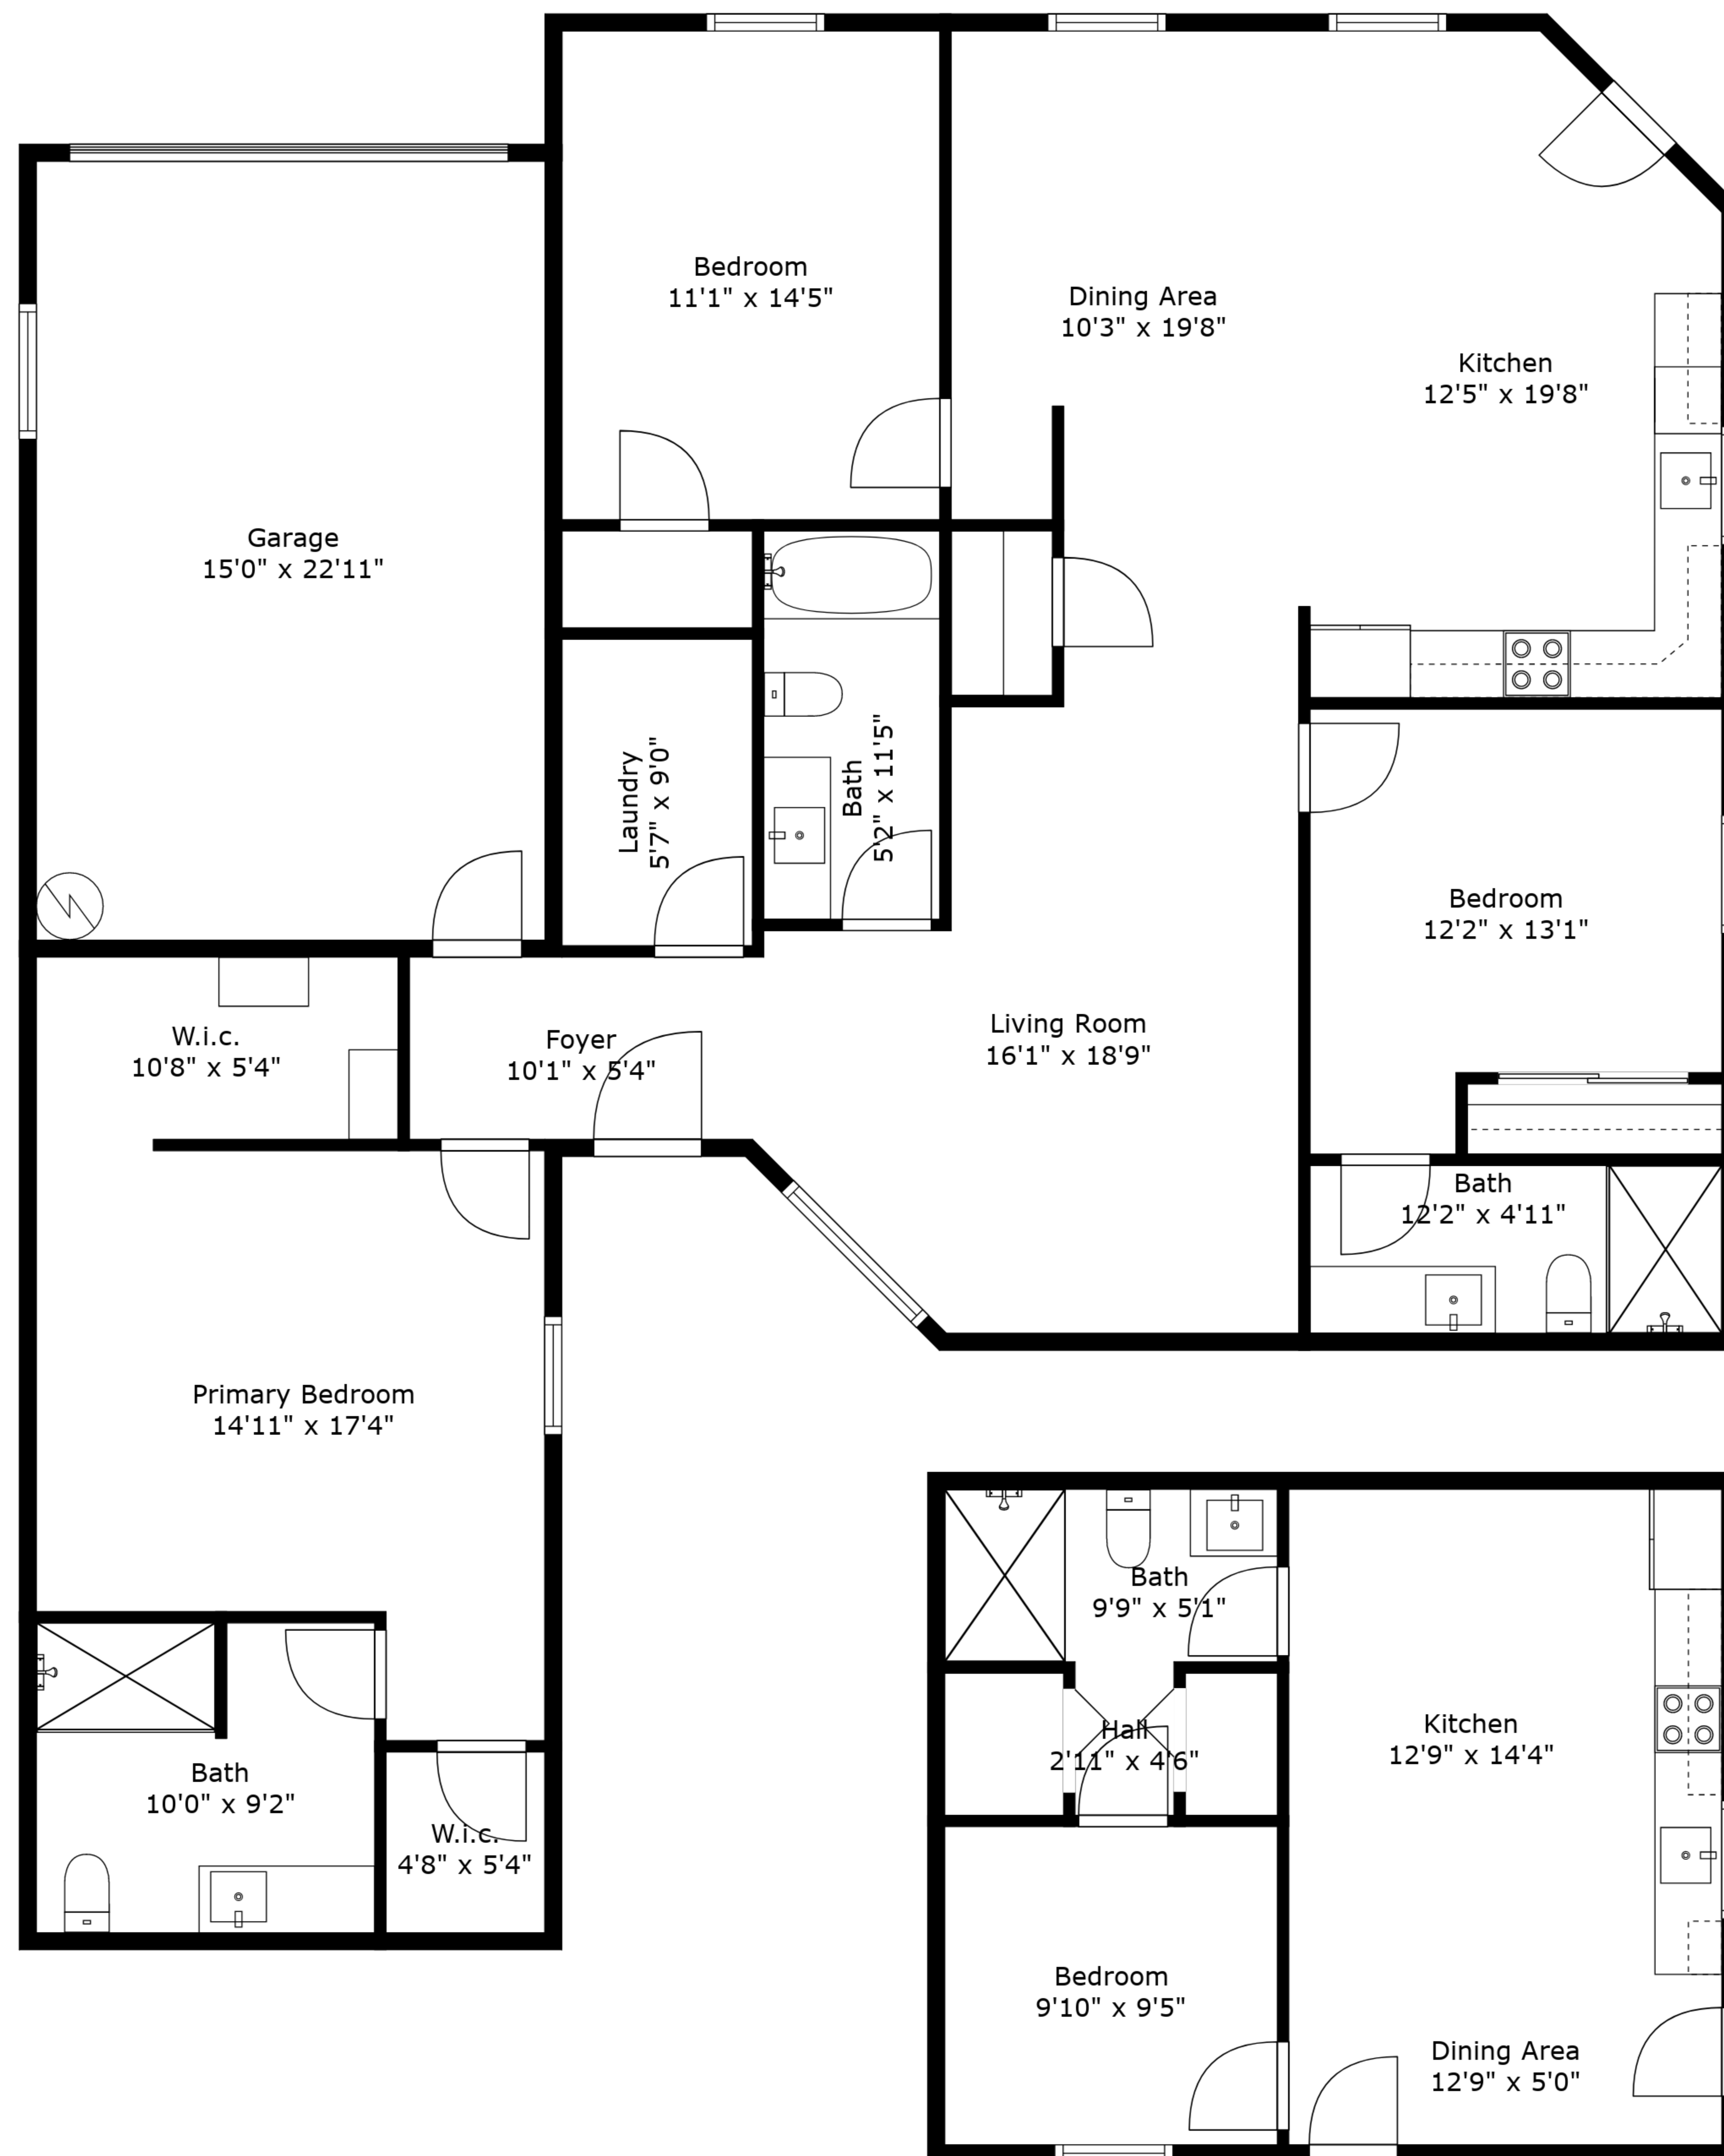 Bedroom
11'1" x 14'5"
Dining Area
10'3" x 19'8"
Kitchen
12'5" x 19'8"
Garage
15'0" x 22'11"
Laundry
5'7" x 9'0"
Bath
5'2" x 11'5"
Bedroom
12'2" x 13'1"
W.i.c.
10'8" x 5'4"
Foyer
10'1" x 5'4"
Living Room
16'1" x 18'9"
Bath
12'2" x 4'11"
Primary Bedroom
14'11" x 17'4"
Bath
9'9" x 5'1"
Hall
2'11" x 4'6"
Kitchen
12'9" x 14'4"
Bath
10'0" x 9'2"
W.i.c.
4'8" x 5'4"
Bedroom
9'10" x 9'5"
Dining Area
12'9" x 5'0"